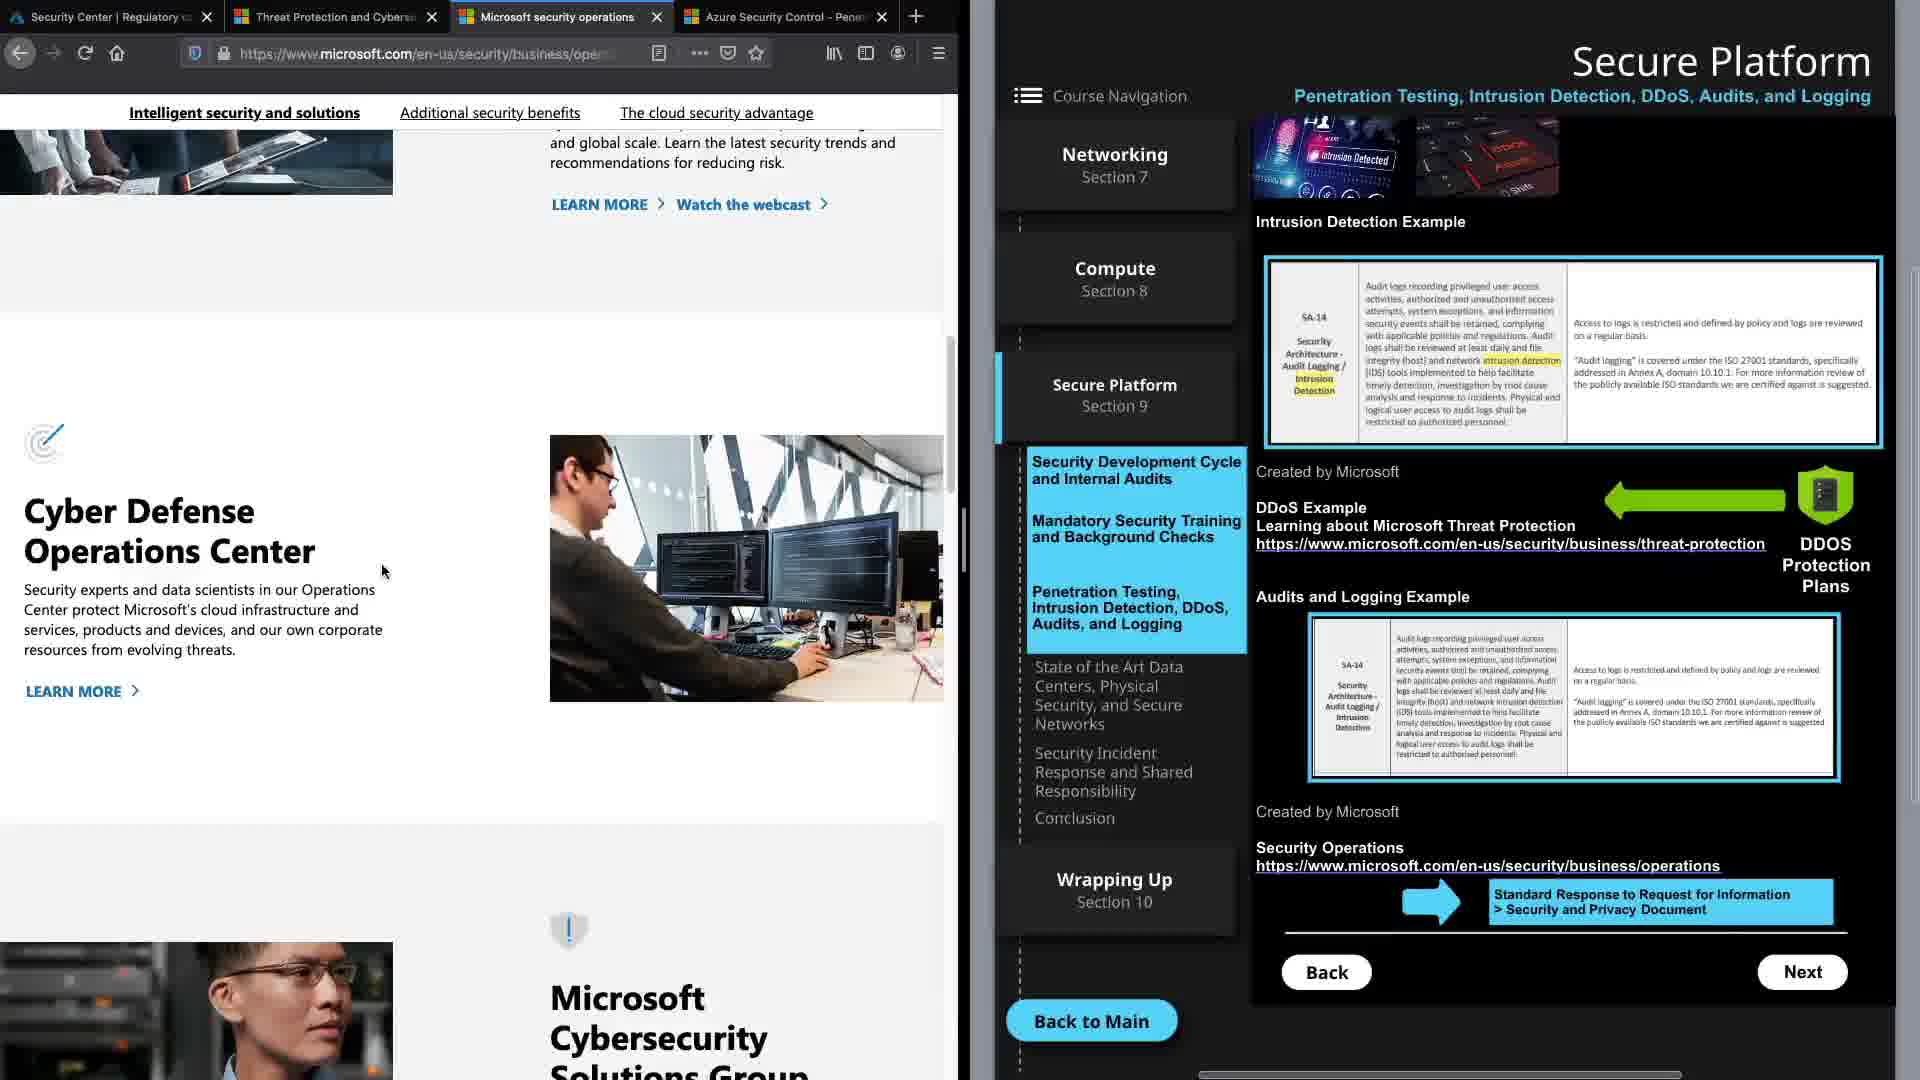 Security Center | Regulatory c
Threat Protection and Cyberse
Microsoft security operations
Azure Security Control - Penet
https://www.microsoft.com/en-us/security/business/oper
Intelligent security and solutions
Additional security benefits
The cloud security advantage
and global scale. Learn the latest security trends and
recommendations for reducing risk.
LEARN MORE
Watch the webcast
Cyber Defense
Operations Center
Security experts and data scientists in our Operations
Center protect Microsoft's cloud infrastructure and
services, products and devices, and our own corporate
resources from evolving threats.
LEARN MORE
Microsoft
Cybersecurity
Solutions Group
Secure Platform
Course Navigation
Penetration Testing, Intrusion Detection, DDoS, Audits, and Logging
Networking
Section 7
Compute
Section 8
Secure Platform
Section 9
Security Development Cycle
and Internal Audits
Mandatory Security Training
and Background Checks
Penetration Testing,
Intrusion Detection, DDoS,
Audits, and Logging
State of the Art Data
Centers, Physical
Security, and Secure
Networks
Security Incident
Response and Shared
Responsibility
Conclusion
Wrapping Up
Section 10
Back to Main
Intrusion Detected
Shift
Intrusion Detection Example
SA-14
Security
Architecture -
Audit Logging /
Intrusion
Detection
Audit logs recording privileged user access
activities, authorized and unauthorized access
attempts, system exceptions, and information
security events shall be retained, complying
with applicable policies and regulations. Audit
logs shall be reviewed at least daily and file
integrity (host) and network intrusion detection
(IDS) tools implemented to help facilitate
timely detection, investigation by root cause
analysis and response to incidents. Physical and
logical user access to audit logs shall be
restricted to authorized personnel.
Access to logs is restricted and defined by policy and logs are reviewed
on a regular basis.
"Audit logging" is covered under the ISO 27001 standards, specifically
addressed in Annex A, domain 10.10.1. For more information review of
the publicly available ISO standards we are certified against is suggested.
Created by Microsoft
DDoS Example
Learning about Microsoft Threat Protection
https://www.microsoft.com/en-us/security/business/threat-protection
DDOS
Protection
Plans
Audits and Logging Example
SA-14
Security
Architecture -
Audit Logging /
Intrusion
Detection
Audit logs recording privileged user access
activities, authorized and unauthorized access
attempts, system exceptions, and information
security events shall be retained, complying
with applicable policies and regulations. Audit
logs shall be reviewed at least daily and file
integrity (host) and network intrusion detection
(IDS) tools implemented to help facilitate
timely detection, investigation by root cause
analysis and response to incidents. Physical and
logical user access to audit logs shall be
restricted to authorized personnel.
Access to logs is restricted and defined by policy and logs are reviewed
on a regular basis.
"Audit logging" is covered under the ISO 27001 standards, specifically
addressed in Annex A, domain 10.10.1. For more information review of
the publicly available ISO standards we are certified against is suggested
Created by Microsoft
Security Operations
https://www.microsoft.com/en-us/security/business/operations
Standard Response to Request for Information
> Security and Privacy Document
Back
Next